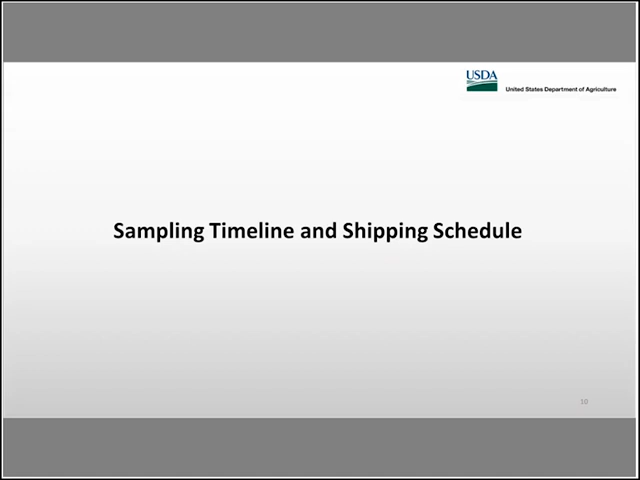 USDA
United States Department of Agriculture
Sampling Timeline and Shipping Schedule
10